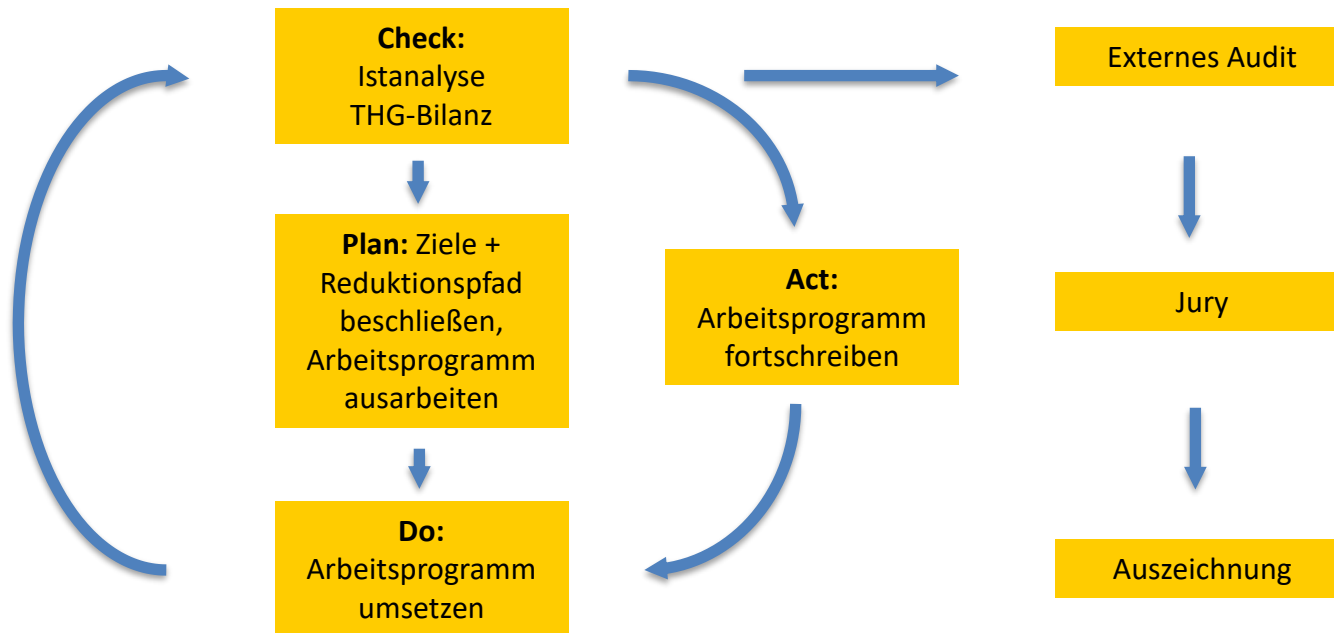 Check:
Istanalyse
THG-Bilanz
Plan: Ziele +
Reduktionspfad
beschließen,
Arbeitsprogramm
ausarbeiten
Do:
Arbeitsprogramm
umsetzen
Act:
Arbeitsprogramm
fortschreiben
Externes Audit
Jury
Auszeichnung